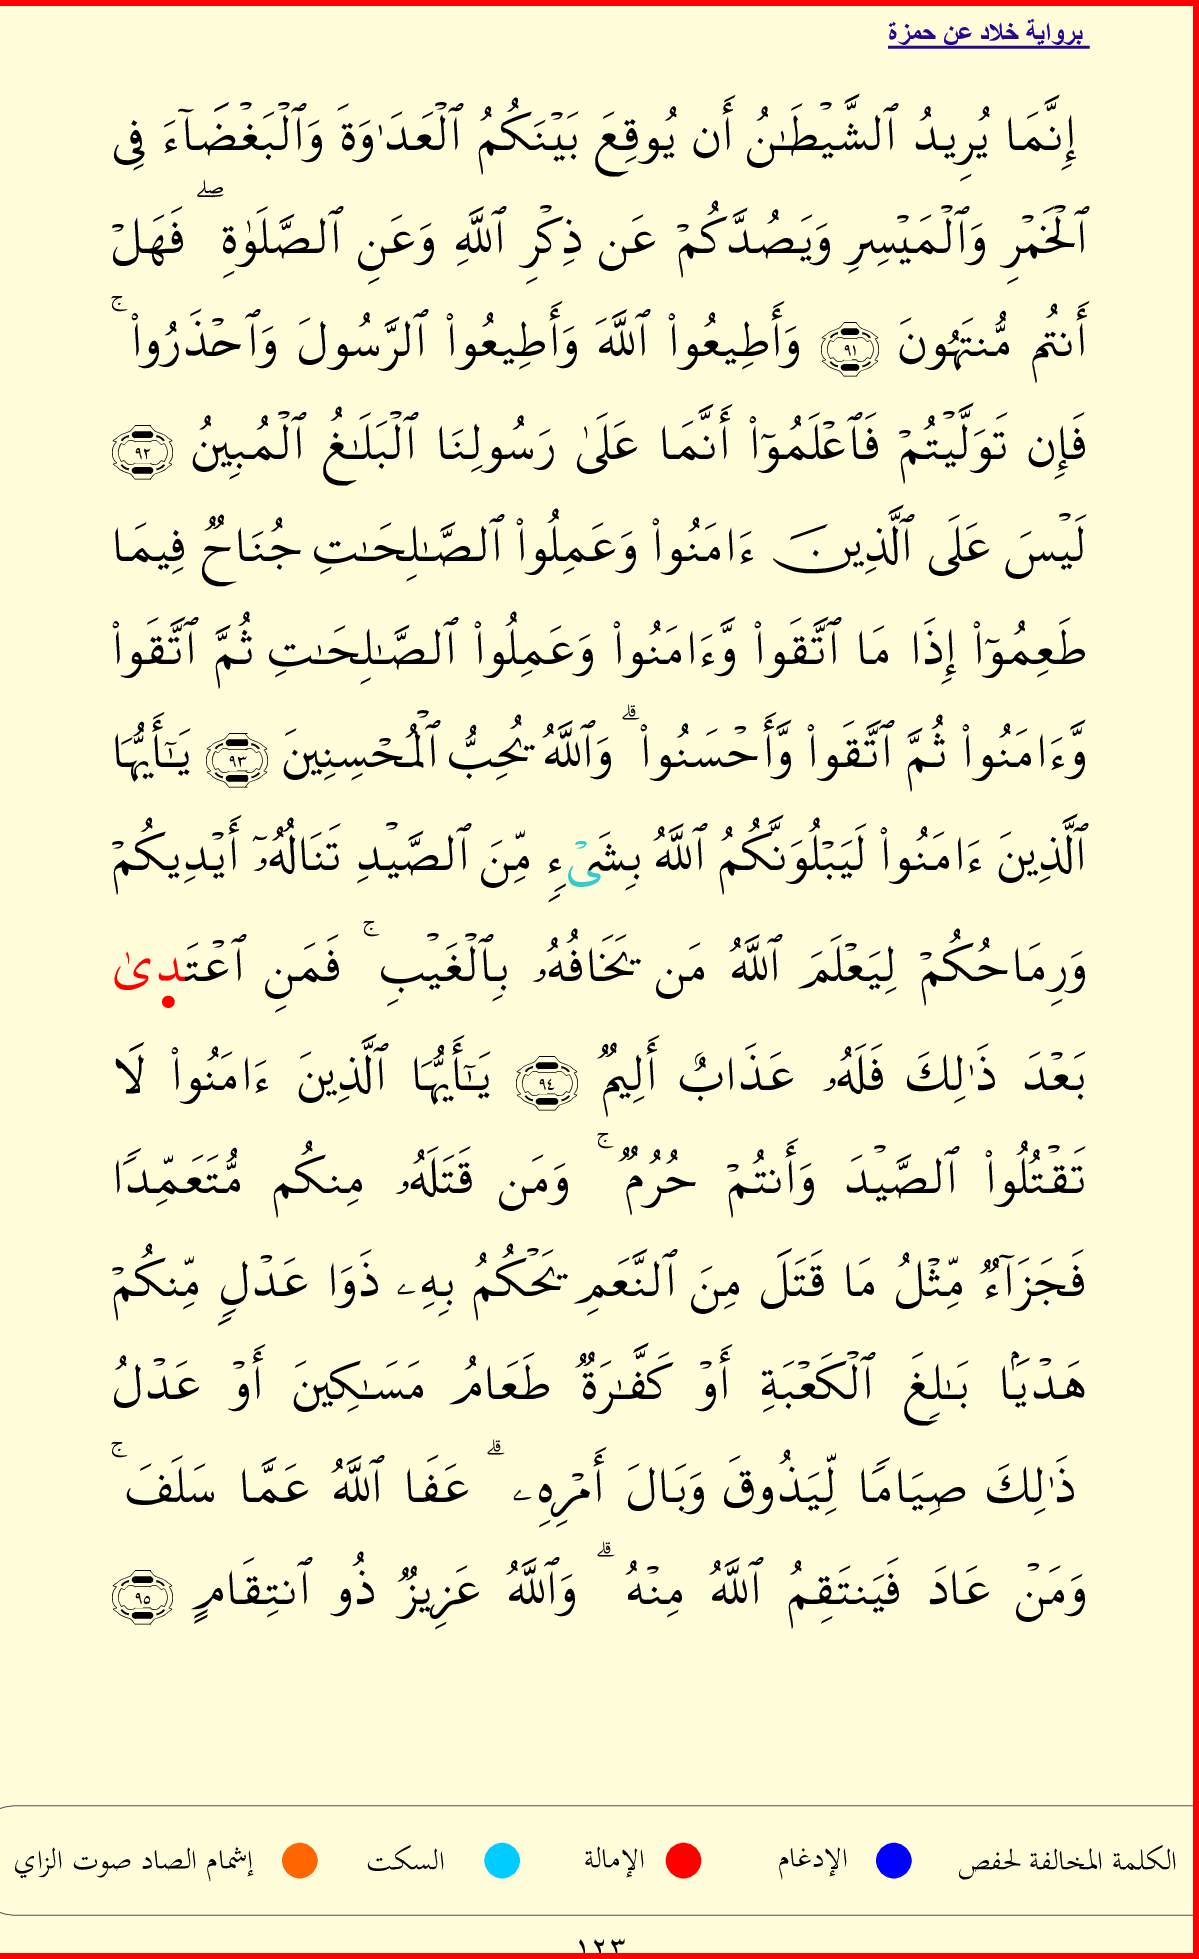 برواية خلاد عن حمزة
إِنَّمَا يُرِيدُ ٱلشَّيْطَـٰنُ أَن يُوقِعَ بَيْنَكُمُ ٱلْعَدَٰوَةَ وَٱلْبَغْضَآءَ فِى
ٱلْخَمْرِ وَٱلْمَيْسِرِ وَيَصُدَّكُمْ عَن ذِكْرِ ٱللَّهِ وَعَنِ ٱلصَّلَوٰةِ ۖ فَهَلْ
أَنتُم مُّنتَهُونَ ٩١ وَأَطِيعُوا۟ ٱللَّهَ وَأَطِيعُوا۟ ٱلرَّسُولَ وَٱحْذَرُوا۟ ۚ
فَإِن تَوَلَّيْتُمْ فَٱعْلَمُوٓا۟ أَنَّمَا عَلَىٰ رَسُولِنَا ٱلْبَلَـٰغُ ٱلْمُبِينُ ٩٢
لَيْسَ عَلَى ٱلَّذِينَ ءَامَنُوا۟ وَعَمِلُوا۟ ٱلصَّـٰلِحَـٰتِ جُنَاحٌ فِيمَا
طَعِمُوٓا۟ إِذَا مَا ٱتَّقَوا۟ وَّءَامَنُوا۟ وَعَمِلُوا۟ ٱلصَّـٰلِحَـٰتِ ثُمَّ ٱتَّقَوا۟
وَّءَامَنُوا۟ ثُمَّ ٱتَّقَوا۟ وَّأَحْسَنُوا۟ ۗ وَٱللَّهُ يُحِبُّ ٱلْمُحْسِنِينَ ٩٣ يَـٰٓأَيُّهَا
ٱلَّذِينَ ءَامَنُوا۟ لَيَبْلُوَنَّكُمُ ٱللَّهُ بِشَىْءٍ مِّنَ ٱلصَّيْدِ تَنَالُهُۥٓ أَيْدِيكُمْ
وَرِمَاحُكُمْ لِيَعْلَمَ ٱللَّهُ مَن يَخَافُهُۥ بِٱلْغَيْبِ ۚ فَمَنِ ٱعْتَدِىٰ
بَعْدَ ذَٰلِكَ فَلَهُۥ عَذَابٌ أَلِيمٌ ٩٤ يَـٰٓأَيُّهَا ٱلَّذِينَ ءَامَنُوا۟ لَا
تَقْتُلُوا۟ ٱلصَّيْدَ وَأَنتُمْ حُرُمٌ ۚ وَمَن قَتَلَهُۥ مِنكُم مُّتَعَمِّدًا
فَجَزَآءٌ مِّثْلُ مَا قَتَلَ مِنَ ٱلنَّعَمِ يَحْكُمُ بِهِۦ ذَوَا عَدْلٍ مِّنكُمْ
هَدْيًۢا بَـٰلِغَ ٱلْكَعْبَةِ أَوْ كَفَّـٰرَةٌ طَعَامُ مَسَـٰكِينَ أَوْ عَدْلُ
ذَٰلِكَ صِيَامًا لِّيَذُوقَ وَبَالَ أَمْرِهِۦ ۗ عَفَا ٱللَّهُ عَمَّا سَلَفَ ۚ
وَمَنْ عَادَ فَيَنتَقِمُ ٱللَّهُ مِنْهُ ۗ وَٱللَّهُ عَزِيزٌ ذُو ٱنتِقَامٍ ٩٥
الكلمة المخالفة لحفص الإدغام الإمالة السكت إشمام الصاد صوت الزاي
١٢٣